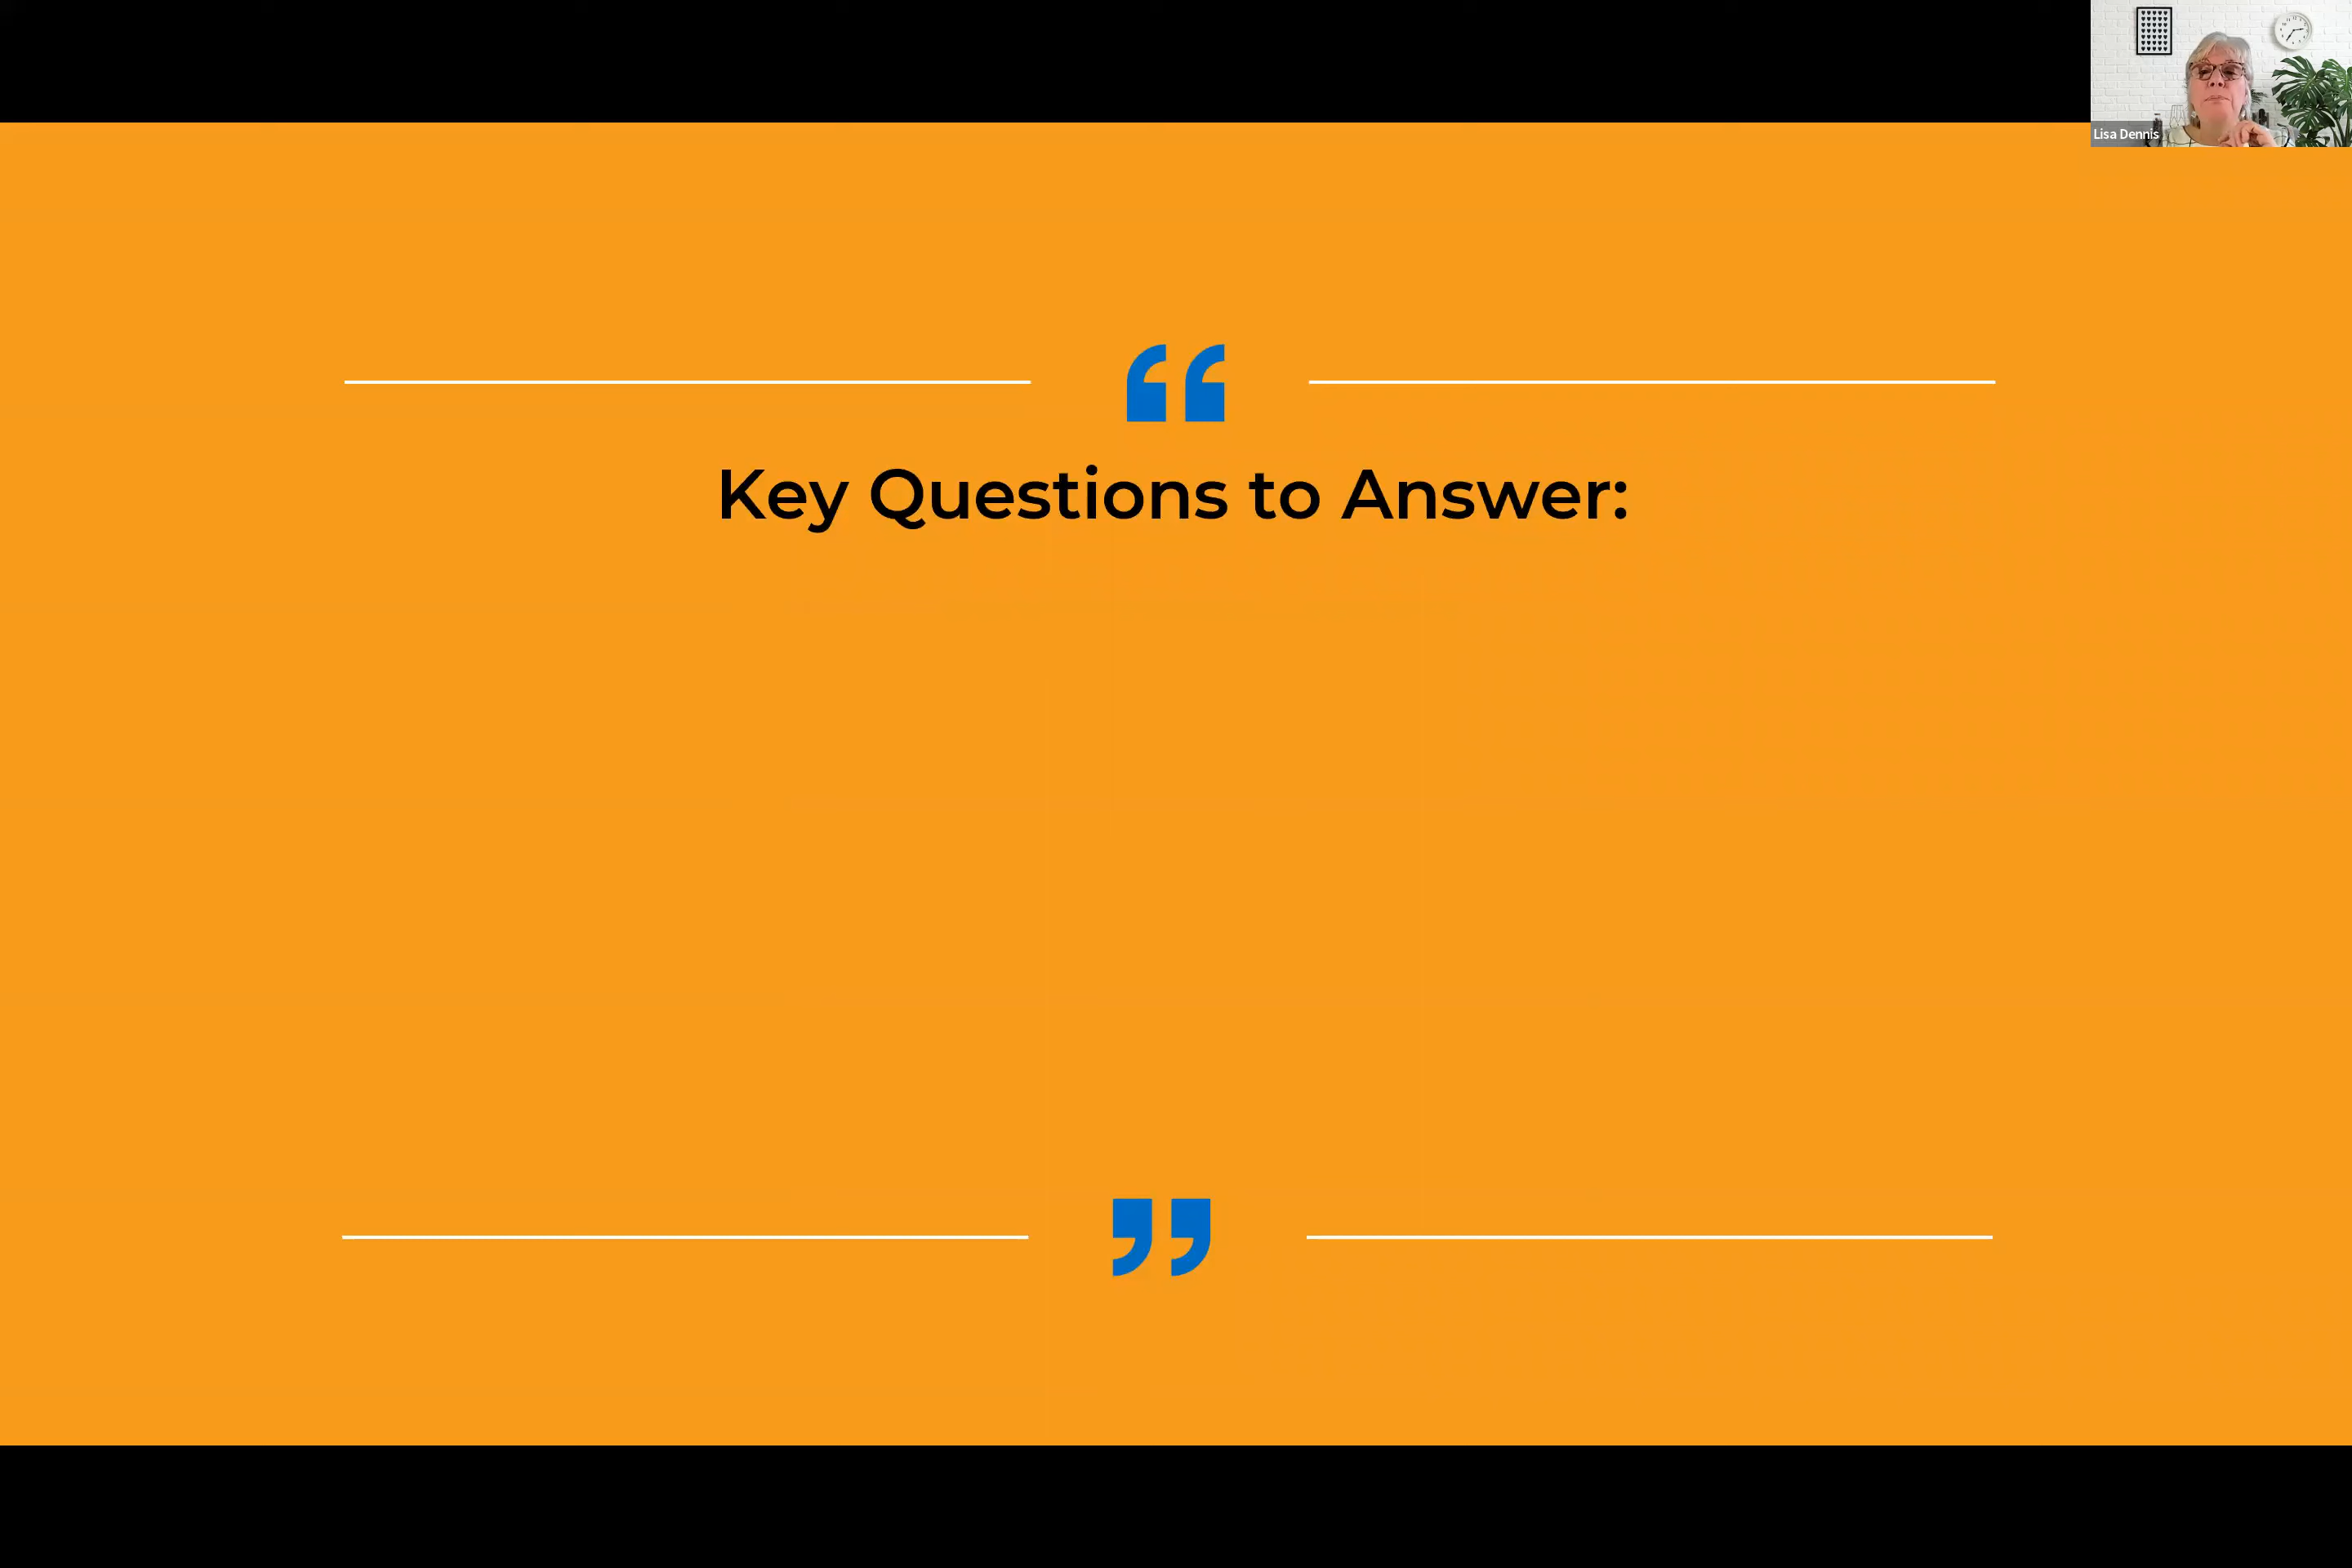 Lisa Dennis
“
Key Questions to Answer:
”